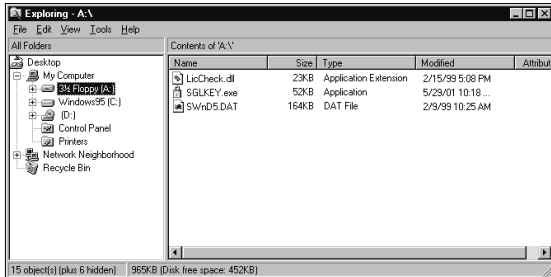 Exploring - A:\
File Edit View Tools Help
All Folders
Contents of 'A:\'
Desktop
My Computer
3½ Floppy (A:)
Windows95 (C:)
(D:)
Control Panel
Printers
Network Neighborhood
Recycle Bin
Name Size Type Modified Attribut
LicCheck.dll 23KB Application Extension 2/15/99 5:08 PM
SGLKEY.exe 52KB Application 5/29/01 10:18 ...
SWnD5.DAT 164KB DAT File 2/9/99 10:25 AM
15 object(s) (plus 6 hidden) 965KB (Disk free space: 452KB)